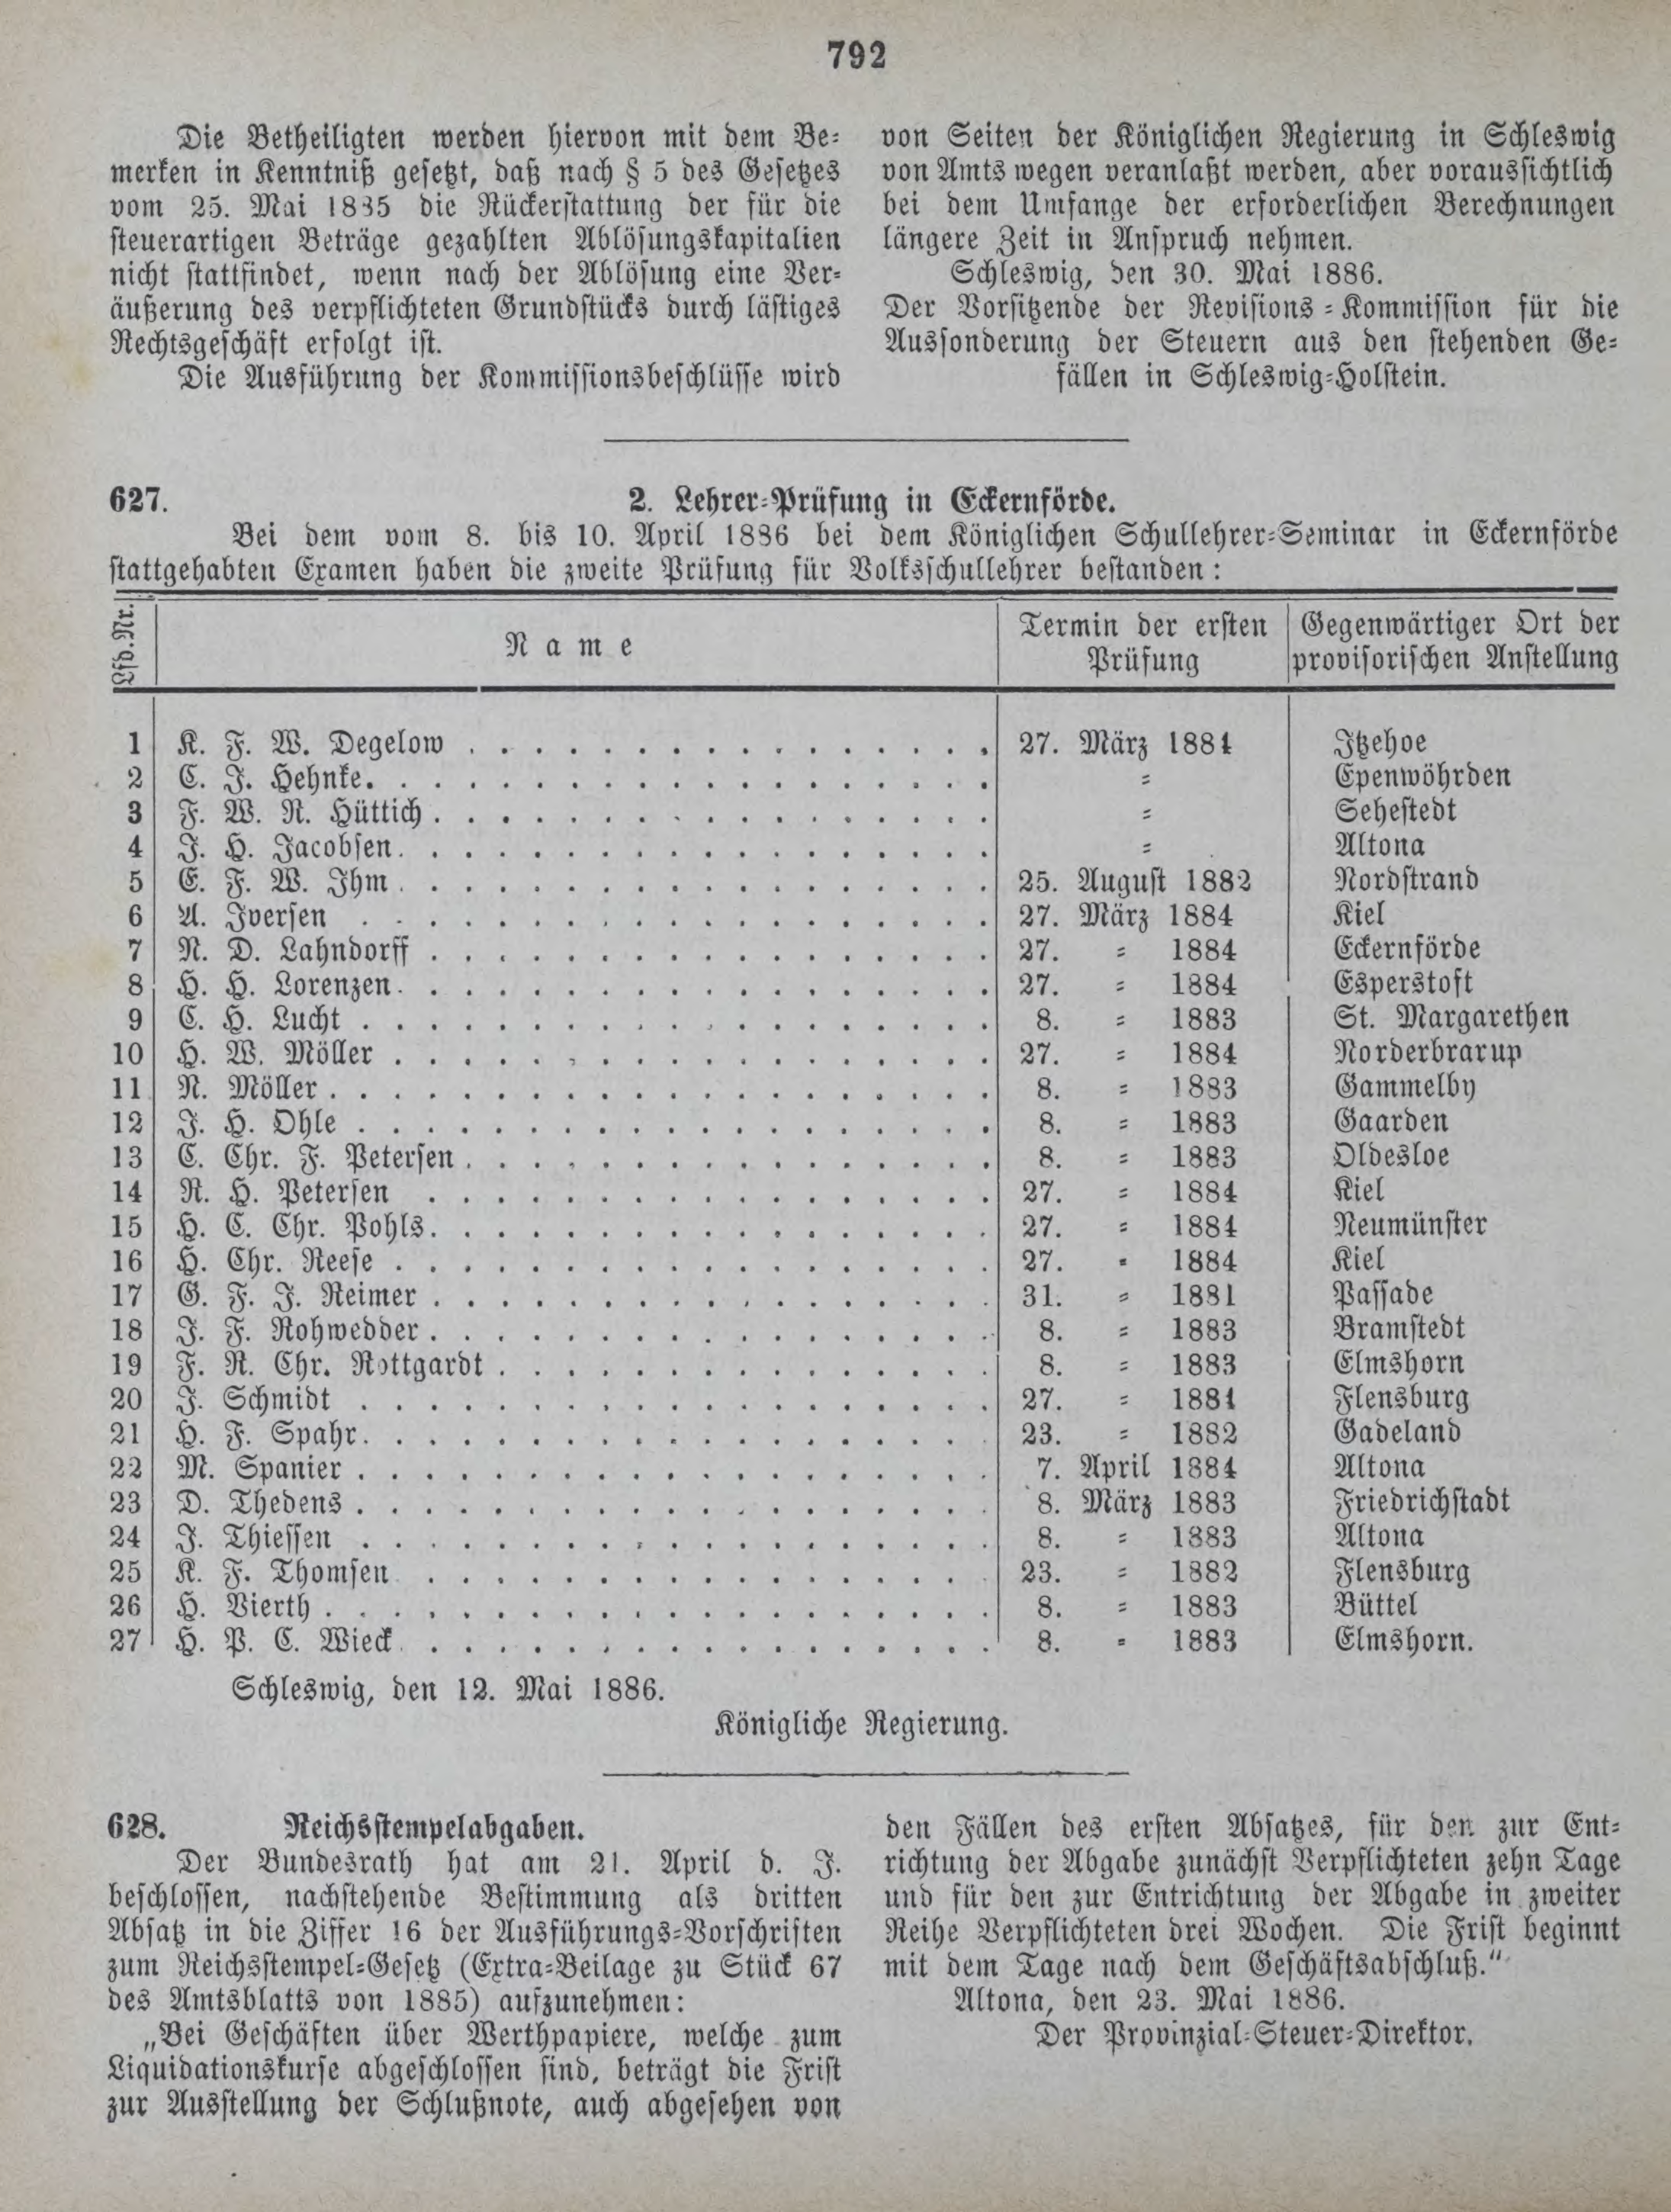 792
Die Betheiligten werden hiervon mit dem Be-
merken in Kenntniß gesetzt, daß nach § 5 des Gesetzes
vom 25. Mai 1885 die Rückerstattung der für die
steuerartigen Beträge gezahlten Ablösungskapitalien
nicht stattfindet, wenn nach der Ablösung eine Ver-
äußerung des verpflichteten Grundstücks durch lästiges
Rechtsgeschäft erfolgt ist.
Die Ausführung der Kommissionsbeschlüsse wird
von Seiten der Königlichen Regierung in Schleswig
von Amts wegen veranlaßt werden, aber voraussichtlich
bei dem Umfange der erforderlichen Berechnungen
längere Zeit in Anspruch nehmen.
Schleswig, den 30. Mai 1886.
Der Vorsitzende der Revisions-Kommission für die
Aussonderung der Steuern aus den stehenden Ge-
fällen in Schleswig-Holstein.
627. 2. Lehrer-Prüfung in Eckernförde.
Bei dem vom 8. bis 10. April 1886 bei dem Königlichen Schullehrer-Seminar in Eckernförde
stattgehabten Examen haben die zweite Prüfung für Volksschullehrer bestanden:
Lfd. Nr. Name Termin der ersten Prüfung Gegenwärtiger Ort der provisorischen Anstellung
1 K. F. W. Degelow 27. März 1884 Itzehoe
2 C. J. Hehnke. = Epenwöhrden
3 F. W. N. Hüttich = Sehestedt
4 J. H. Jacobsen = Altona
5 E. F. W. Ihm 25. August 1882 Nordstrand
6 A. Iversen 27. März 1884 Kiel
7 N. D. Lahndorff 27. = 1884 Eckernförde
8 H. H. Lorenzen 27. = 1884 Esperstoft
9 C. H. Lucht 8. = 1883 St. Margarethen
10 H. W. Möller 27. = 1884 Norderbrarup
11 N. Möller 8. = 1883 Gammelby
12 J. H. Ohle 8. = 1883 Gaarden
13 C. Chr. F. Petersen 8. = 1883 Oldesloe
14 R. H. Petersen 27. = 1884 Kiel
15 H. C. Chr. Pohls 27. = 1884 Neumünster
16 H. Chr. Reese 27. = 1884 Kiel
17 G. F. J. Reimer 31. = 1881 Passade
18 J. F. Rohwedder 8. = 1883 Bramstedt
19 F. R. Chr. Rottgardt 8. = 1883 Elmshorn
20 J. Schmidt 27. = 1884 Flensburg
21 H. F. Spahr 23. = 1882 Gadeland
22 M. Spanier 7. April 1884 Altona
23 D. Thedens 8. März 1883 Friedrichstadt
24 J. Thiessen 8. = 1883 Altona
25 K. F. Thomsen 23. = 1882 Flensburg
26 H. Vierth 8. = 1883 Büttel
27 H. P. C. Wieck 8. = 1883 Elmshorn.
Schleswig, den 12. Mai 1886.
Königliche Regierung.
628. Reichsstempelabgaben.
Der Bundesrath hat am 21. April d. J.
beschlossen, nachstehende Bestimmung als dritten
Absatz in die Ziffer 16 der Ausführungs-Vorschriften
zum Reichsstempel-Gesetz (Extra-Beilage zu Stück 67
des Amtsblatts von 1885) aufzunehmen:
„Bei Geschäften über Werthpapiere, welche zum
Liquidationskurse abgeschlossen sind, beträgt die Frist
zur Ausstellung der Schlußnote, auch abgesehen von
den Fällen des ersten Absatzes, für den zur Ent-
richtung der Abgabe zunächst Verpflichteten zehn Tage
und für den zur Entrichtung der Abgabe in zweiter
Reihe Verpflichteten drei Wochen. Die Frist beginnt
mit dem Tage nach dem Geschäftsabschluß."
Altona, den 23. Mai 1886.
Der Provinzial-Steuer-Direktor.